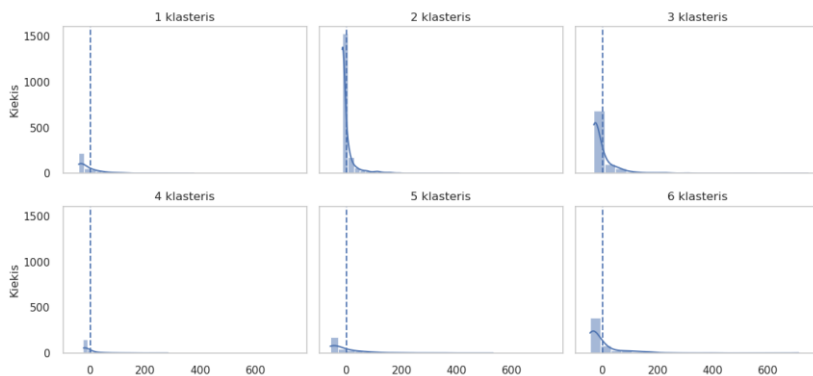 1 klasteris
2 klasteris
3 klasteris
1500
1000
500
0
Kiekis
4 klasteris
5 klasteris
6 klasteris
1500
1000
500
0
Kiekis
0 200 400 600
0 200 400 600
0 200 400 600